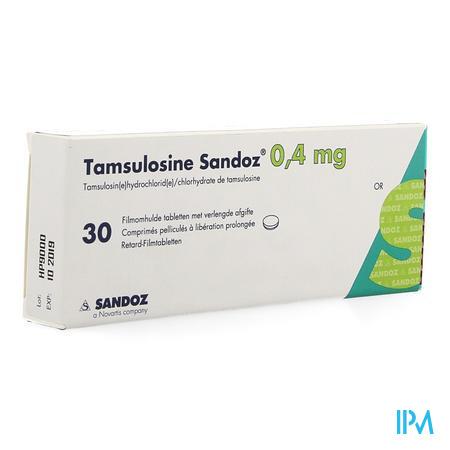 Tamsulosine Sandoz® 0,4 mg
Tamsulosin(e)hydrochlorid(e)/chlorhydrate de tamsulosine
OR
SANDOZ
30
Filmomhulde tabletten met verlengde afgifte
Comprimés pelliculés à libération prolongée
Retard-Filmtabletten
S
SANDOZ
a Novartis company
SANDOZ
Lot: HP9000
EXP: 10 2019
IPM